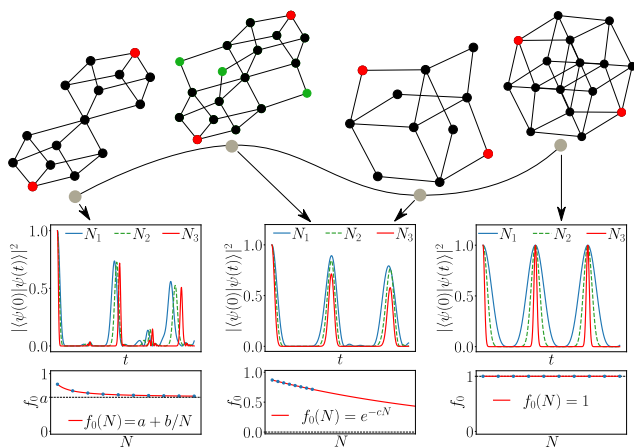 1.0
0.5
0.0
|⟨ψ(0)|ψ(t)⟩|²
N₁ N₂ N₃
t
1.0
0.5
0.0
|⟨ψ(0)|ψ(t)⟩|²
N₁ N₂ N₃
t
1.0
0.5
0.0
|⟨ψ(0)|ψ(t)⟩|²
N₁ N₂ N₃
t
1
a
0
f₀
f₀(N) = a + b/N
N
1
0
f₀
f₀(N) = e^{-cN}
N
1
0
f₀
f₀(N) = 1
N